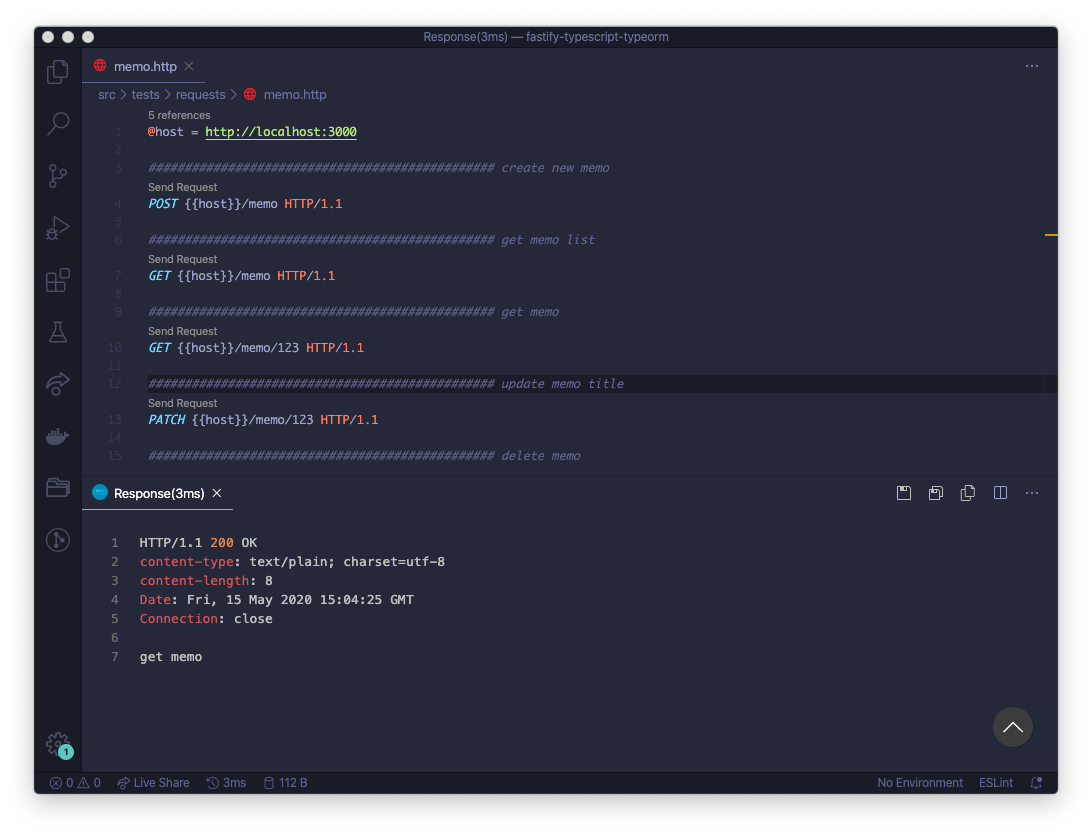 Response(3ms) — fastify-typescript-typeorm
memo.http
src > tests > requests > memo.http
5 references
1 @host = http://localhost:3000
2
3 ################################################ create new memo
Send Request
4 POST {{host}}/memo HTTP/1.1
5
6 ################################################ get memo list
Send Request
7 GET {{host}}/memo HTTP/1.1
8
9 ################################################ get memo
Send Request
10 GET {{host}}/memo/123 HTTP/1.1
11
12 ################################################ update memo title
Send Request
13 PATCH {{host}}/memo/123 HTTP/1.1
14
15 ################################################ delete memo
Response(3ms)
1 HTTP/1.1 200 OK
2 content-type: text/plain; charset=utf-8
3 content-length: 8
4 Date: Fri, 15 May 2020 15:04:25 GMT
5 Connection: close
6
7 get memo
1
0 0 Live Share 3ms 112 B No Environment ESLint